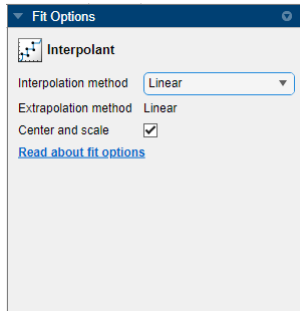 Fit Options
Interpolant
Interpolation method Linear
Extrapolation method Linear
Center and scale
Read about fit options